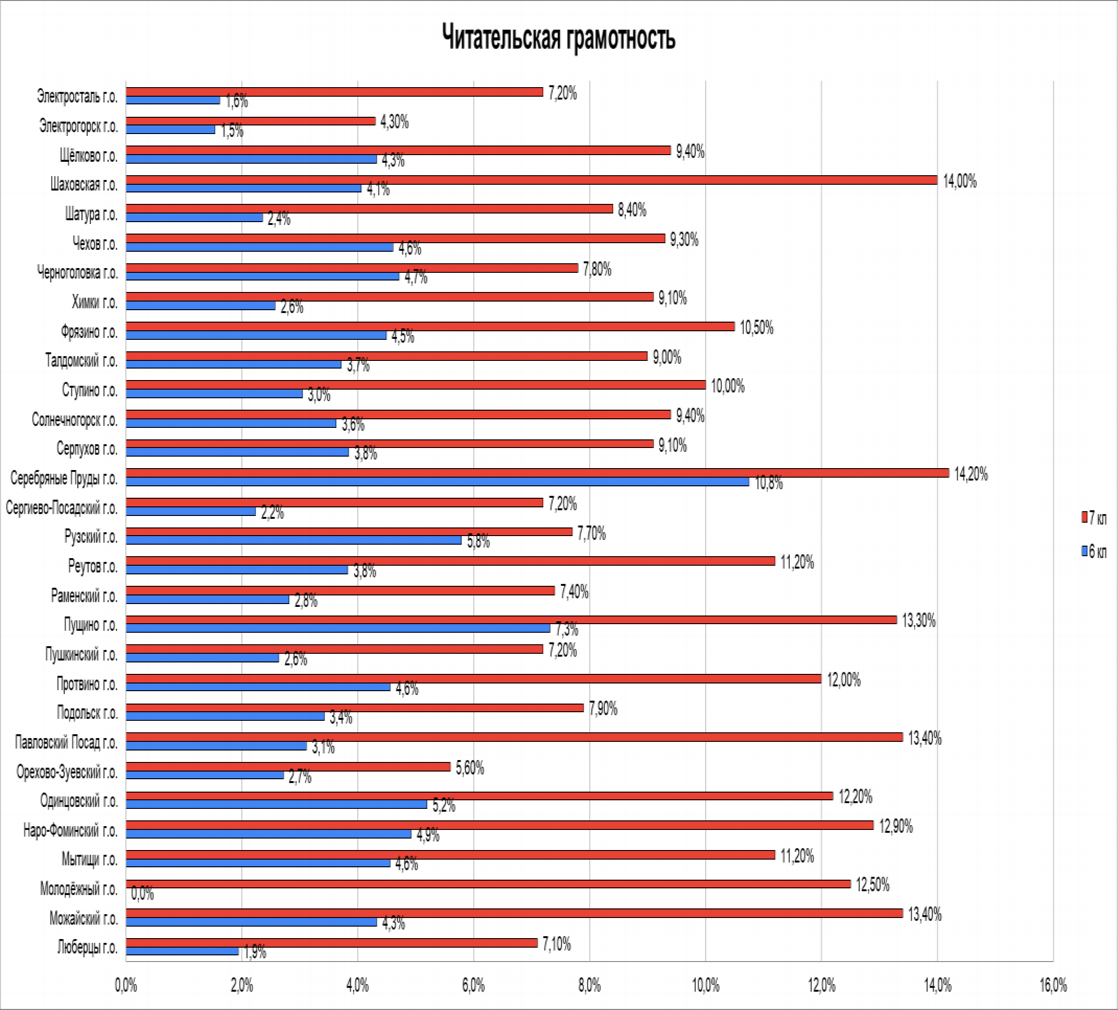 Читательская грамотность
Электросталь г.о. 7,20% 1,6%
Электрогорск г.о. 4,30% 1,5%
Щёлково г.о. 9,40% 4,3%
Шаховская г.о. 14,00% 4,1%
Шатура г.о. 8,40% 2,4%
Чехов г.о. 9,30% 4,6%
Черноголовка г.о. 7,80% 4,7%
Химки г.о. 9,10% 2,6%
Фрязино г.о. 10,50% 4,5%
Талдомский г.о. 9,00% 3,7%
Ступино г.о. 10,00% 3,0%
Солнечногорск г.о. 9,40% 3,6%
Серпухов г.о. 9,10% 3,8%
Серебряные Пруды г.о. 14,20% 10,8%
Сергиево-Посадский г.о. 7,20% 2,2%
Рузский г.о. 7,70% 5,8%
Реутов г.о. 11,20% 3,8%
Раменский г.о. 7,40% 2,8%
Пущино г.о. 13,30% 7,3%
Пушкинский г.о. 7,20% 2,6%
Протвино г.о. 12,00% 4,6%
Подольск г.о. 7,90% 3,4%
Павловский Посад г.о. 13,40% 3,1%
Орехово-Зуевский г.о. 5,60% 2,7%
Одинцовский г.о. 12,20% 5,2%
Наро-Фоминский г.о. 12,90% 4,9%
Мытищи г.о. 11,20% 4,6%
Молодёжный г.о. 12,50% 0,0%
Можайский г.о. 13,40% 4,3%
Люберцы г.о. 7,10% 1,9%
0,0% 2,0% 4,0% 6,0% 8,0% 10,0% 12,0% 14,0% 16,0%
7 кл
6 кл